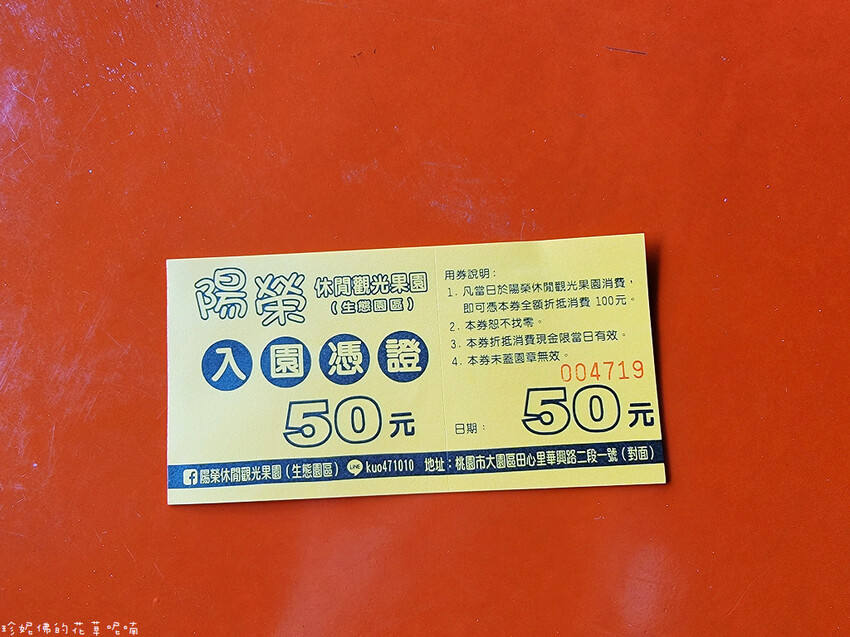 陽榮 休閒觀光果園
(生態園區)
入園憑證
50元
用券說明：
1. 凡當日於陽榮休閒觀光果園消費，
即可憑本券全額折抵消費 100元。
2. 本券恕不找零。
3. 本券折抵消費現金限當日有效。
4. 本券未蓋園章無效。
004719
日期： 50元
f 陽榮休閒觀光果園(生態園區) LINE kuo471010 地址：桃園市大園區田心里華興路二段一號(對面)
珍妮佛的花草呢喃